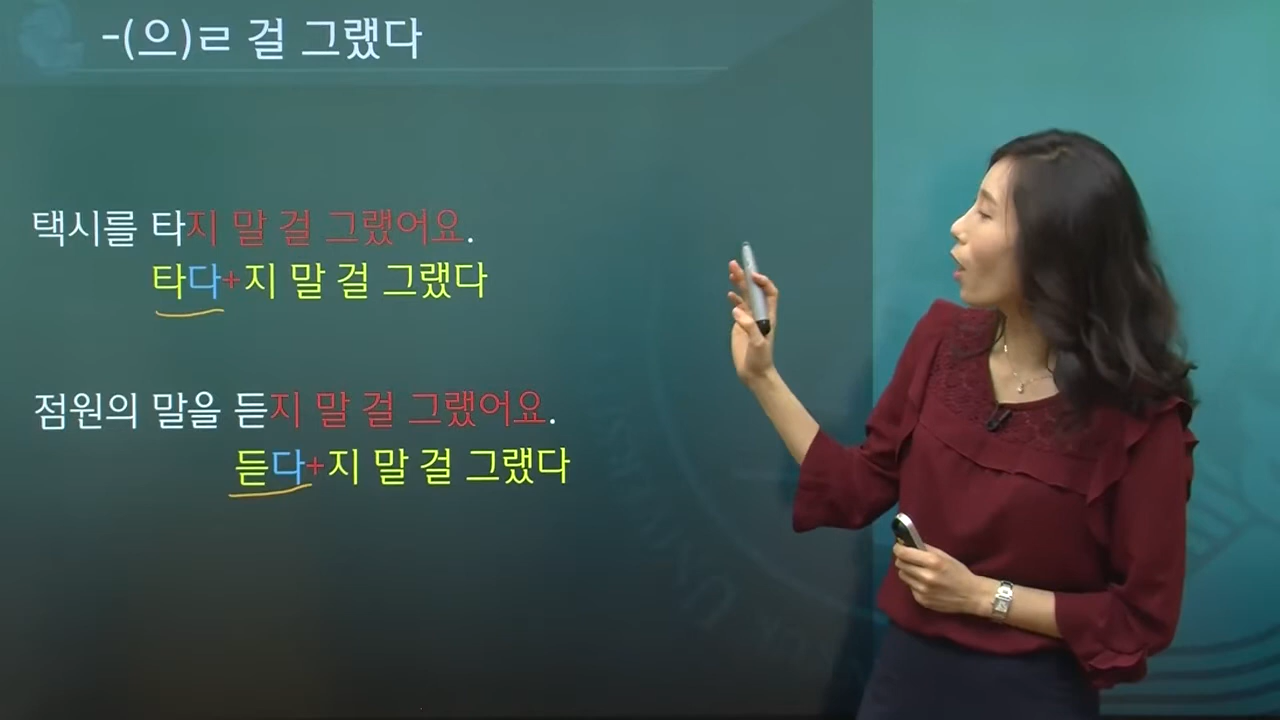 -(으)ㄹ 걸 그랬다
택시를 타지 말 걸 그랬어요.
타다+지 말 걸 그랬다
점원의 말을 듣지 말 걸 그랬어요.
듣다+지 말 걸 그랬다